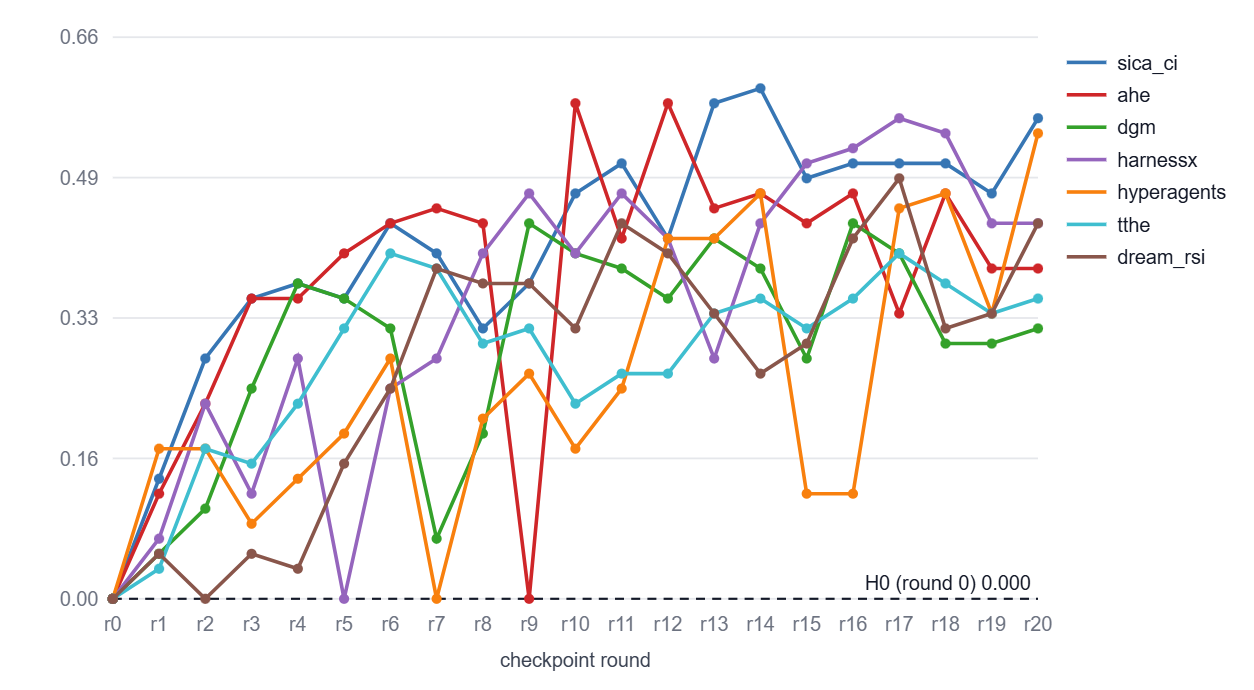 0.66
0.49
0.33
0.16
0.00
H0 (round 0) 0.000
r0 r1 r2 r3 r4 r5 r6 r7 r8 r9 r10 r11 r12 r13 r14 r15 r16 r17 r18 r19 r20
checkpoint round
sica_ci
ahe
dgm
harnessx
hyperagents
tthe
dream_rsi